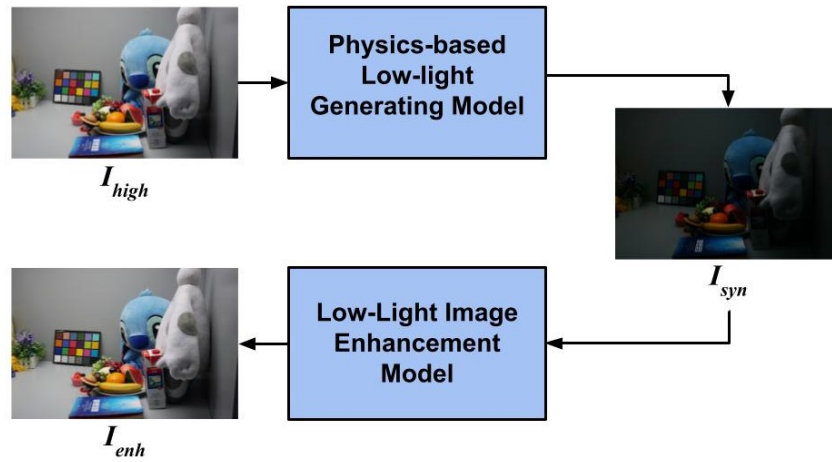 Physics-based
Low-light
Generating Model
I_high
I_syn
Low-Light Image
Enhancement
Model
I_enh